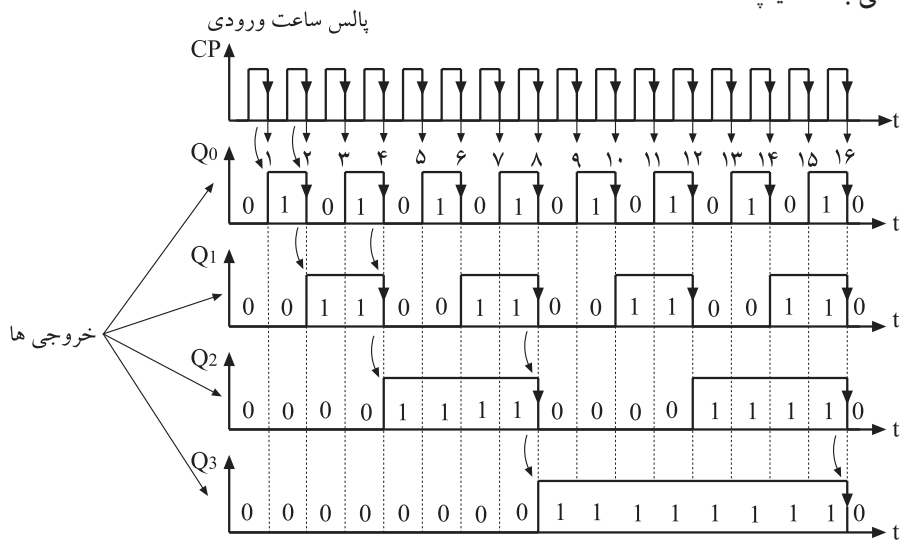 پالس ساعت ورودی
CP
t
۱ ۲ ۳ ۴ ۵ ۶ ۷ ۸ ۹ ۱۰ ۱۱ ۱۲ ۱۳ ۱۴ ۱۵ ۱۶
Q0
0 1 0 1 0 1 0 1 0 1 0 1 0 1 0 1 0
t
Q1
0 0 1 1 0 0 1 1 0 0 1 1 0 0 1 1 0
t
خروجی ها
Q2
0 0 0 0 1 1 1 1 0 0 0 0 1 1 1 1 0
t
Q3
0 0 0 0 0 0 0 0 1 1 1 1 1 1 1 1 0
t